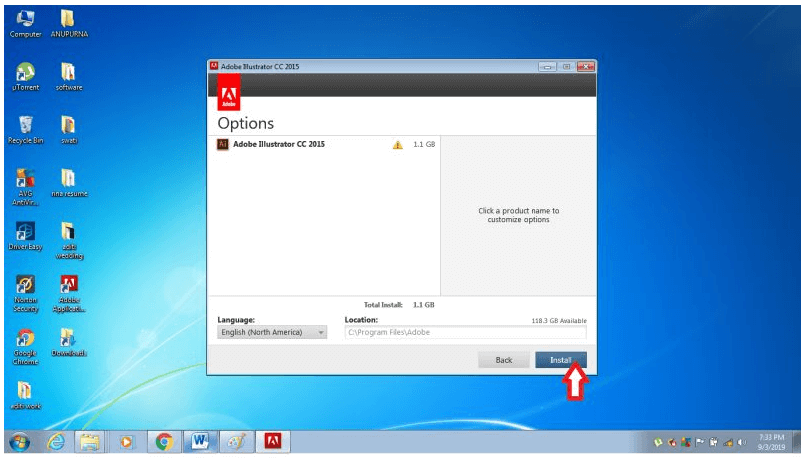 Computer
ANUPURNA
µTorrent
software
Recycle Bin
swati
AVG
AntiVir...
nna resume
Driver Easy
aditi
wedding
Norton
Security
Adobe
Applicati...
Google
Chrome
Downloads
aditi work
Adobe Illustrator CC 2015
Adobe
Options
Ai Adobe Illustrator CC 2015 1.1 GB
Click a product name to
customize options
Total Install: 1.1 GB
Language:
English (North America)
Location: 118.3 GB Available
C:\Program Files\Adobe
Back Install
W
7:33 PM
9/3/2019